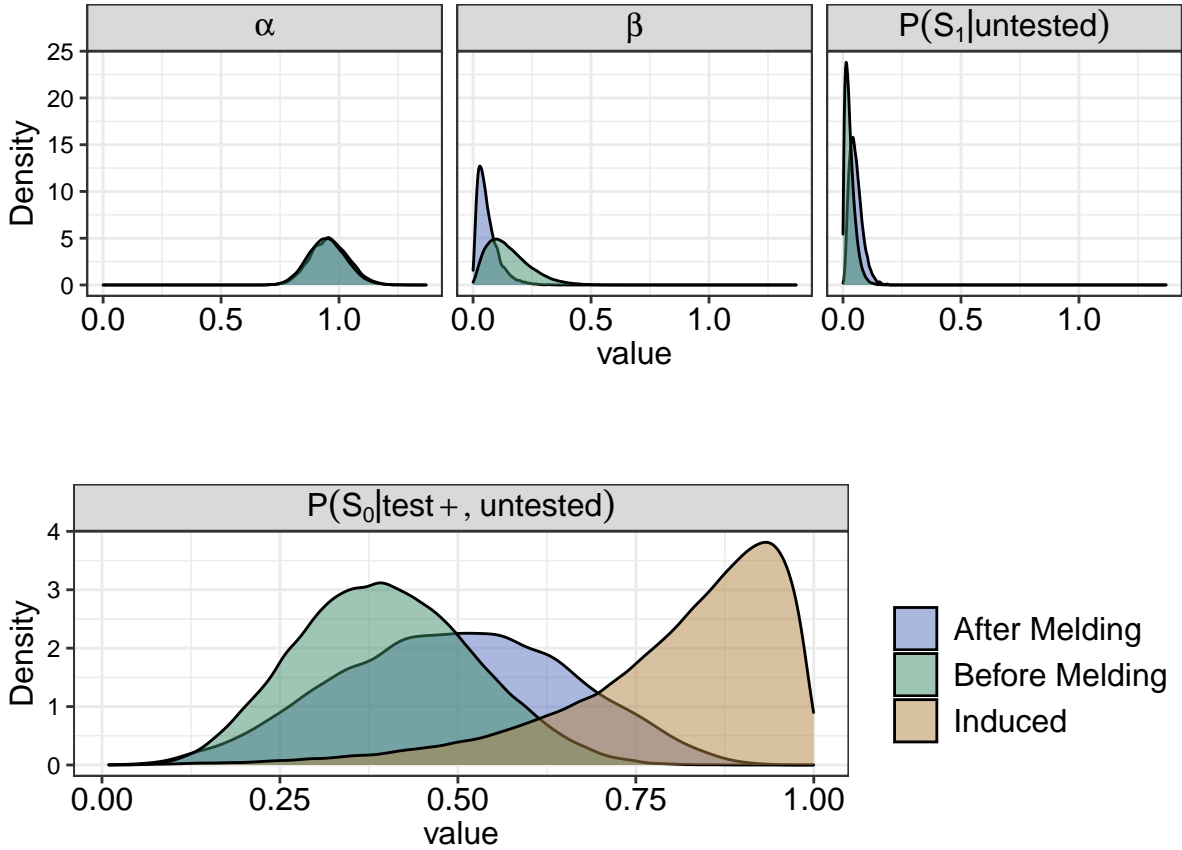 α β P(S₁|untested)
25
20
15
10
5
0
Density
0.0 0.5 1.0 0.0 0.5 1.0 0.0 0.5 1.0
value
P(S₀|test +, untested)
4
3
2
1
0
Density
0.00 0.25 0.50 0.75 1.00
value
After Melding
Before Melding
Induced